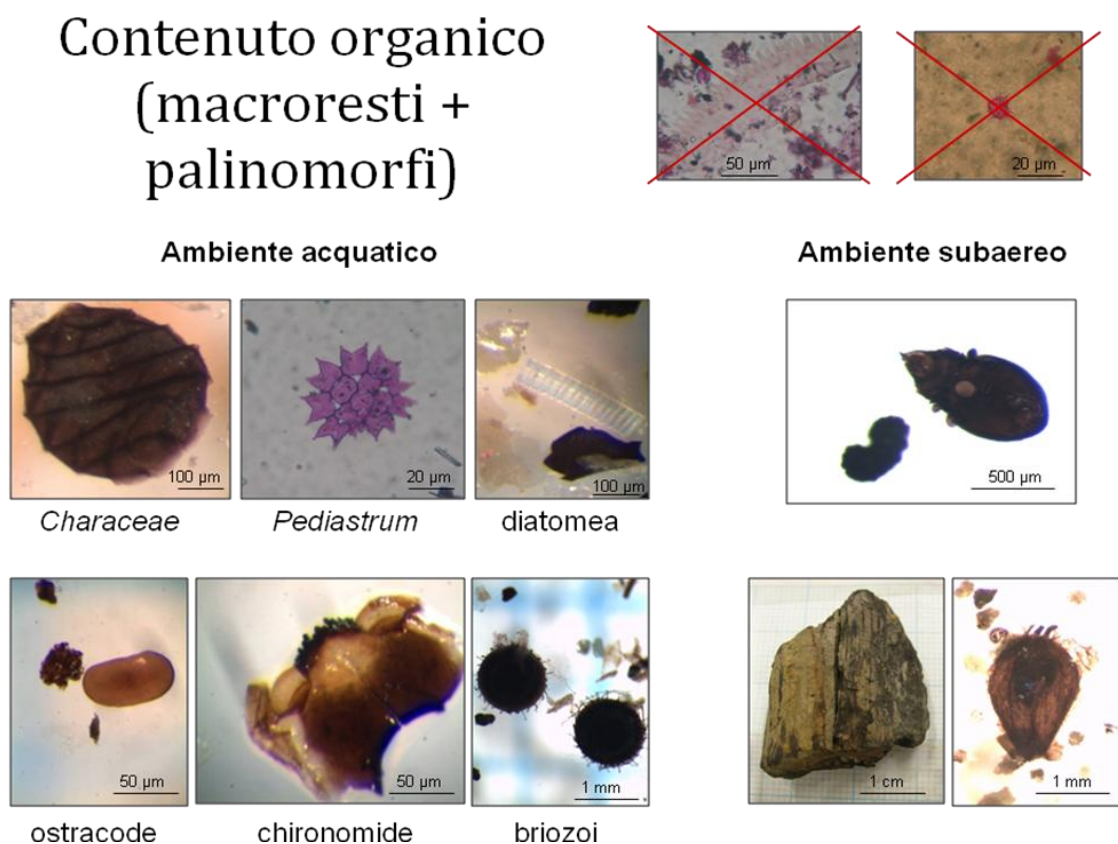 Contenuto organico
(macroresti +
palinomorfi)
50 µm
20 µm
Ambiente acquatico
Ambiente subaereo
100 µm
20 µm
100 µm
500 µm
Characeae
Pediastrum
diatomea
50 µm
50 µm
1 mm
1 cm
1 mm
ostracode
chironomide
briozoi